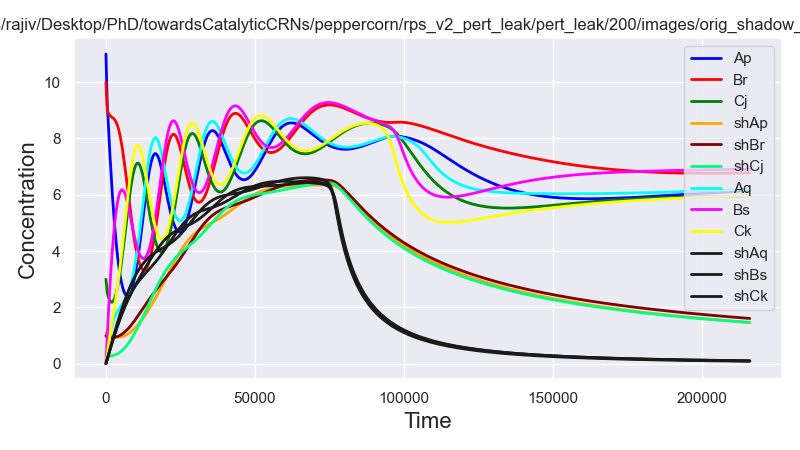 s/rajiv/Desktop/PhD/towardsCatalyticCRNs/peppercorn/rps_v2_pert_leak/pert_leak/200/images/orig_shadow_
Concentration
10
8
6
4
2
0
0
50000
100000
150000
200000
Time
Ap
Br
Cj
shAp
shBr
shCj
Aq
Bs
Ck
shAq
shBs
shCk